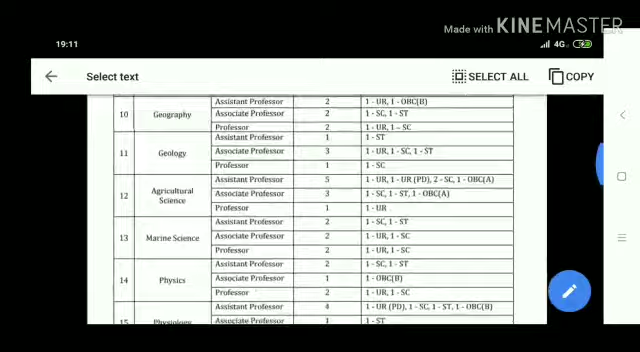 Made with KINEMASTER
19:11
4G
Select text
SELECT ALL
COPY
10 Geography Assistant Professor 2 1 - UR, 1 - OBC(B)
Associate Professor 2 1 - SC, 1 - ST
Professor 2 1 - UR, 1 – SC
11 Geology Assistant Professor 1 1 - ST
Associate Professor 3 1 - UR, 1 - SC, 1 - ST
Professor 1 1 - SC
12 Agricultural Science Assistant Professor 5 1 - UR, 1 - UR (PD), 2 - SC, 1 - OBC(A)
Associate Professor 3 1 - SC, 1 - ST, 1 - OBC(A)
Professor 1 1 - UR
13 Marine Science Assistant Professor 2 1 - SC, 1 - ST
Associate Professor 2 1 - UR, 1 - SC
Professor 2 1 - UR, 1 - SC
14 Physics Assistant Professor 2 1 - SC, 1 - ST
Associate Professor 1 1 - OBC(B)
Professor 2 1 - UR, 1 - SC
15 Physiology Assistant Professor 4 1 - UR (PD), 1 - SC, 1 - ST, 1 - OBC(B)
Associate Professor 1 1 - ST